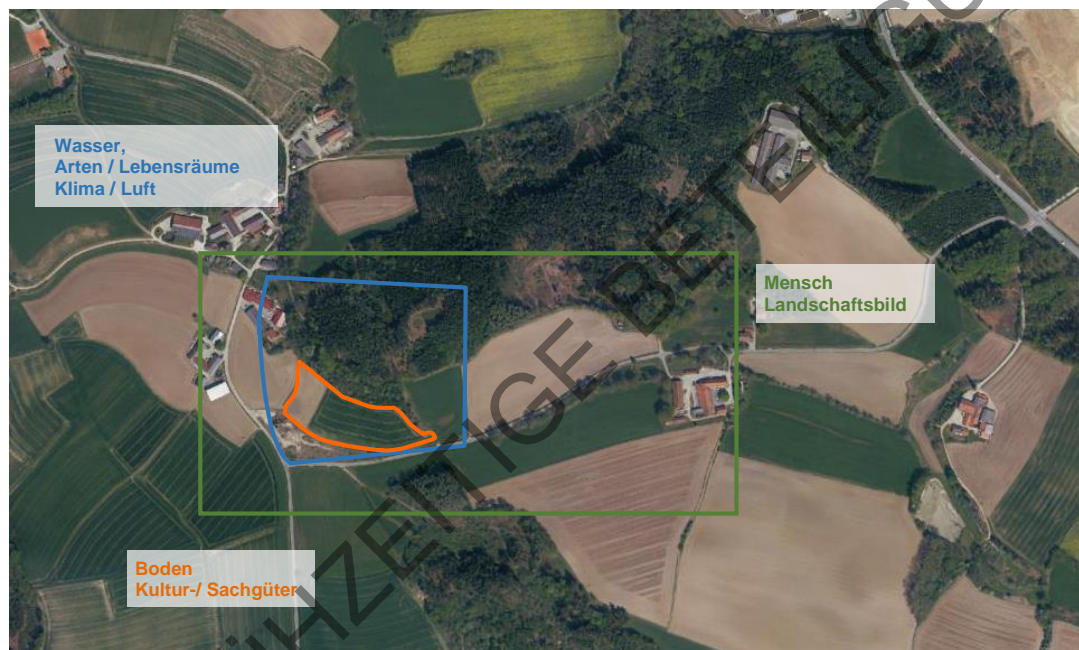 Wasser,
Arten / Lebensräume
Klima / Luft
Mensch
Landschaftsbild
Boden
Kultur-/ Sachgüter